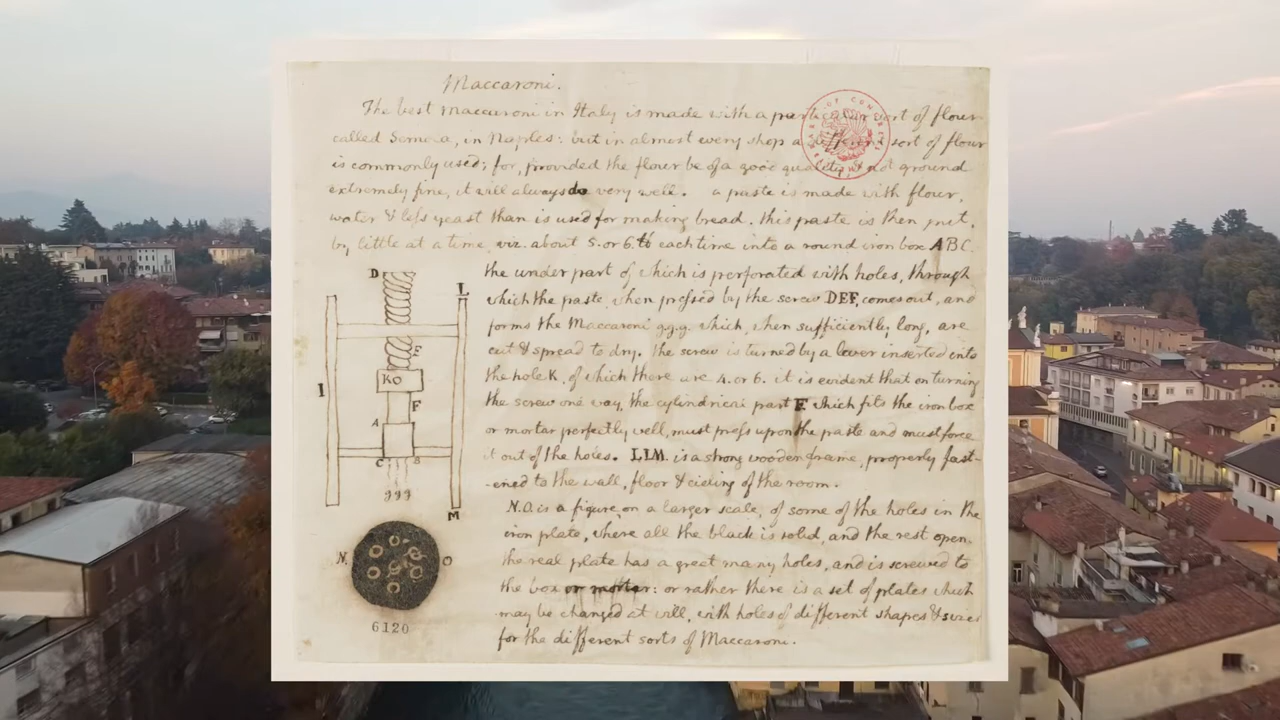 Maccaroni.
The best maccaroni in Italy is made with a particular sort of flour
called Semola, in Naples: but in almost every shop a different sort of flour
is commonly used; for, provided the flour be of a good quality, & not ground
extremely fine, it will always do very well. a paste is made with flour,
water & less yeast than is used for making bread. this paste is then put,
by little at a time, viz. about 5. or 6. ℔ each time into a round iron box ABC.
the under part of which is perforated with holes, through
which the paste, when pressed by the screw DEF, comes out, and
forms the Maccaroni g.g.g. which, when sufficiently long, are
cut & spread to dry. the screw is turned by a lever inserted into
the hole K, of which there are 4. or 6. it is evident that on turning
the screw one way, the cylindrical part F. which fits the iron box
or mortar perfectly well, must press upon the paste and must force
it out of the holes. LLM. is a strong wooden frame, properly fast-
-ened to the wall, floor & cieling of the room.
N.O. is a figure, on a larger scale, of some of the holes in the
iron plate, where all the black is solid, and the rest open.
the real plate has a great many holes, and is screwed to
the box or mortar: or rather there is a set of plates which
may be changed at will, with holes of different shapes & sizes
for the different sorts of Maccaroni.
D
L
E
KO
l
F
A
C B
ggg
M
N. O
6120